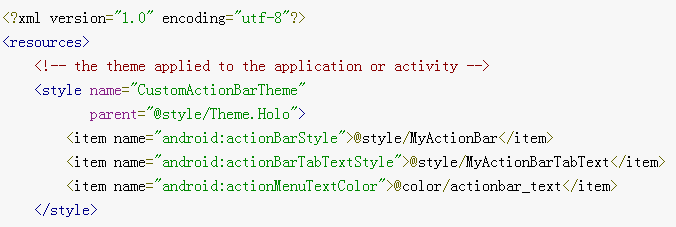 <?xml version="1.0" encoding="utf-8"?>
<resources>
    <!-- the theme applied to the application or activity -->
    <style name="CustomActionBarTheme"
           parent="@style/Theme.Holo">
        <item name="android:actionBarStyle">@style/MyActionBar</item>
        <item name="android:actionBarTabTextStyle">@style/MyActionBarTabText</item>
        <item name="android:actionMenuTextColor">@color/actionbar_text</item>
    </style>